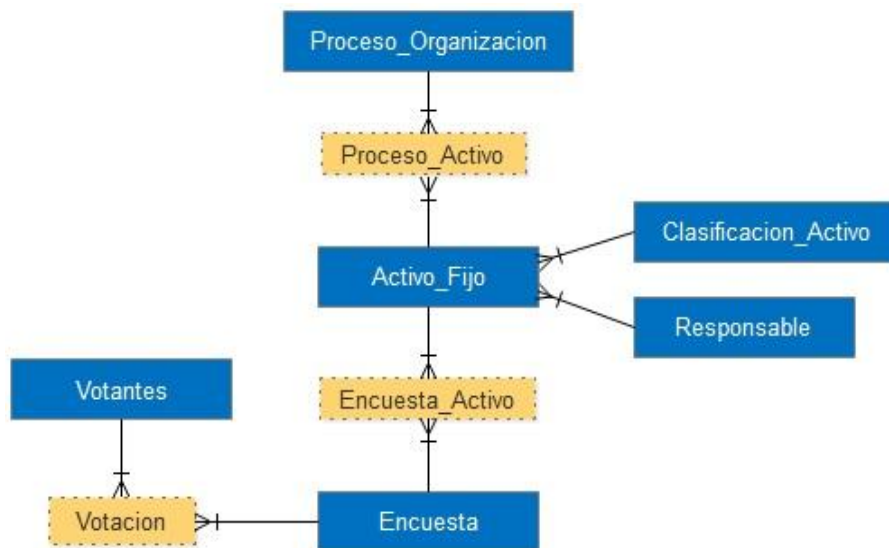 Proceso_Organizacion
Proceso_Activo
Clasificacion_Activo
Activo_Fijo
Responsable
Votantes
Encuesta_Activo
Votacion
Encuesta